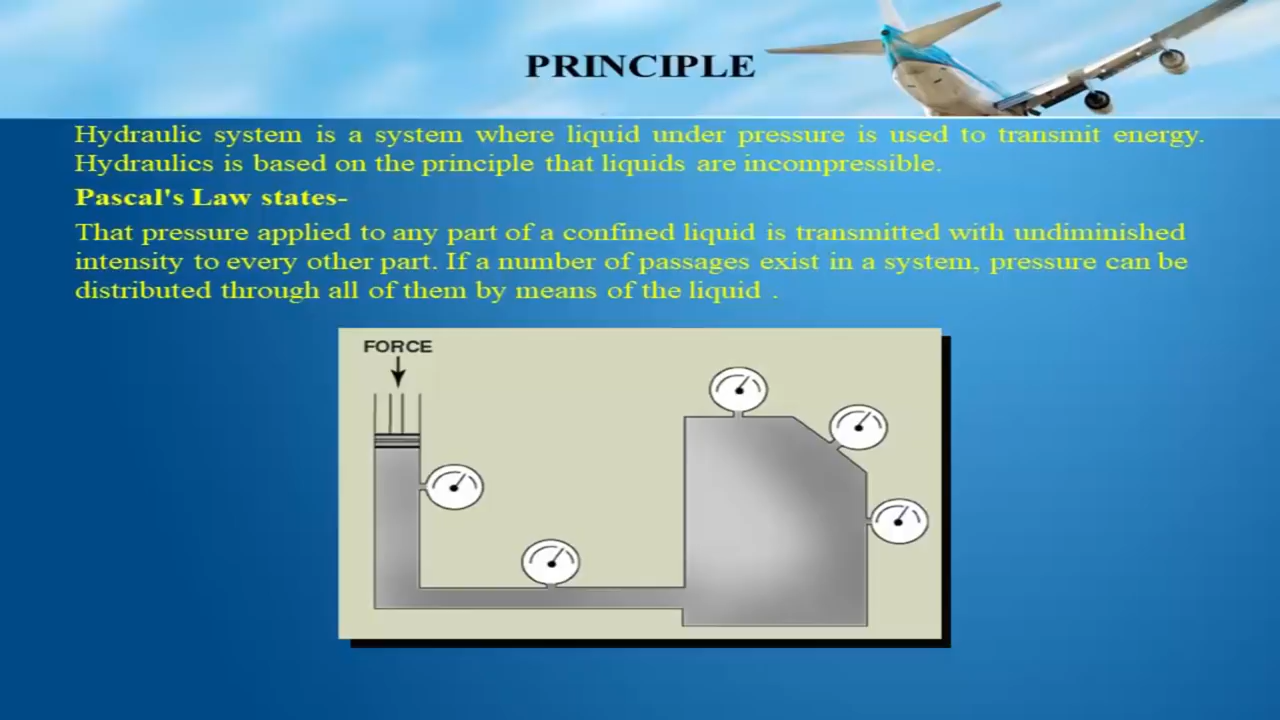 PRINCIPLE
Hydraulic system is a system where liquid under pressure is used to transmit energy.
Hydraulics is based on the principle that liquids are incompressible.
Pascal's Law states-
That pressure applied to any part of a confined liquid is transmitted with undiminished
intensity to every other part. If a number of passages exist in a system, pressure can be
distributed through all of them by means of the liquid .
FORCE